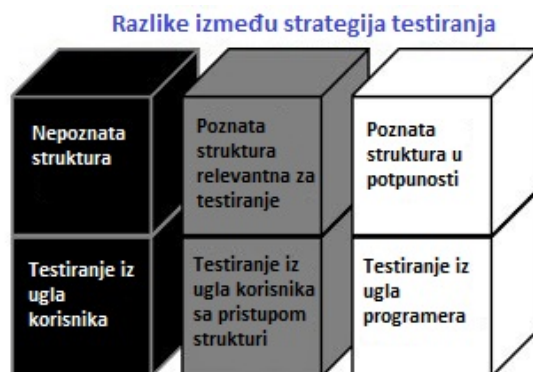 Razlike između strategija testiranja
Nepoznata
struktura
Poznata
struktura
relevantna za
testiranje
Poznata
struktura u
potpunosti
Testiranje iz
ugla
korisnika
Testiranje iz
ugla korisnika
sa pristupom
strukturi
Testiranje iz
ugla
programera